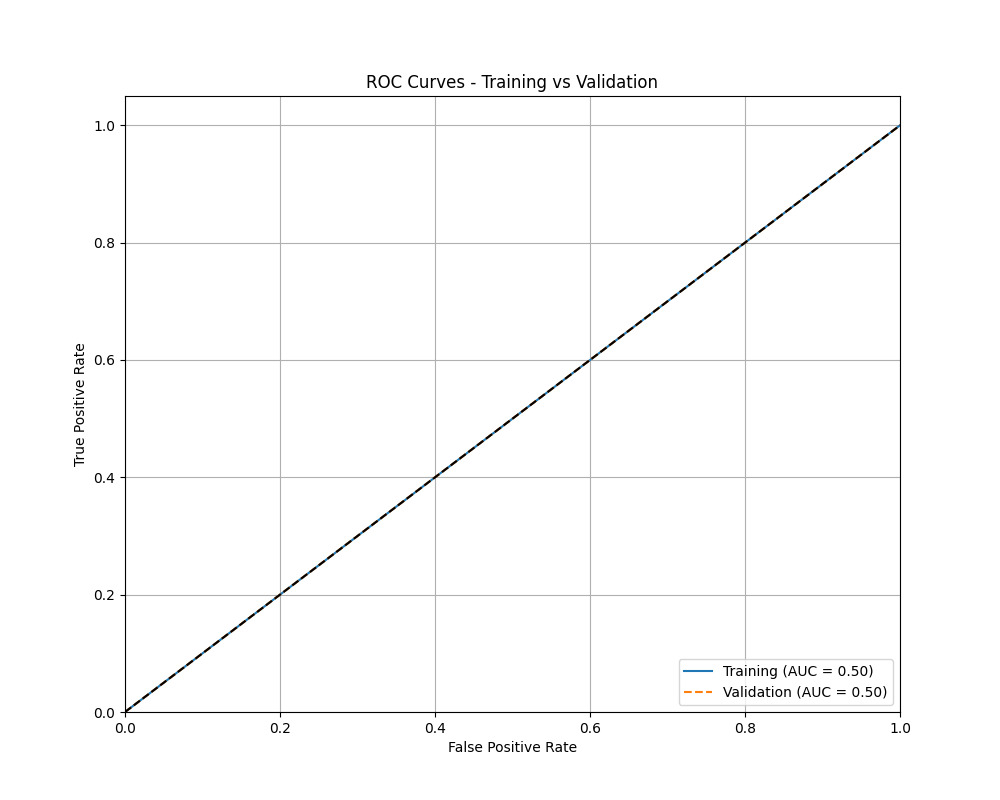 ROC Curves - Training vs Validation
1.0
0.8
0.6
0.4
0.2
0.0
True Positive Rate
0.0 0.2 0.4 0.6 0.8 1.0
False Positive Rate
Training (AUC = 0.50)
Validation (AUC = 0.50)